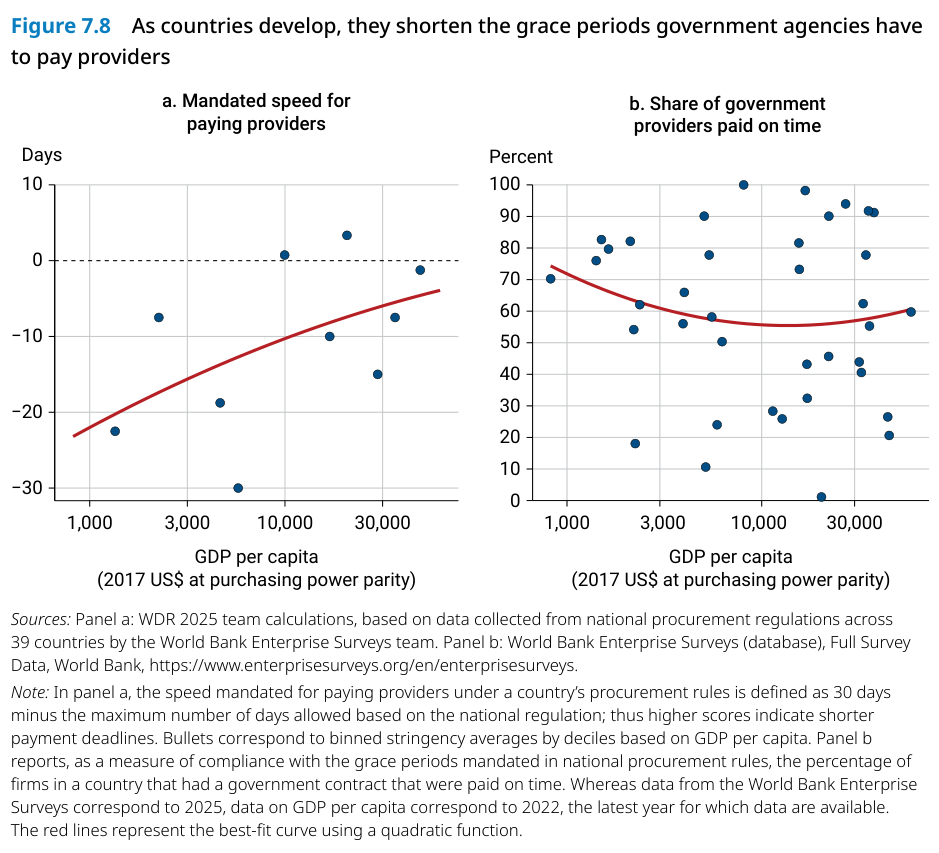 Figure 7.8 As countries develop, they shorten the grace periods government agencies have
to pay providers
a. Mandated speed for
paying providers
Days
10
0
−10
−20
−30
1,000
3,000
10,000
30,000
GDP per capita
(2017 US$ at purchasing power parity)
b. Share of government
providers paid on time
Percent
100
90
80
70
60
50
40
30
20
10
0
1,000
3,000
10,000
30,000
GDP per capita
(2017 US$ at purchasing power parity)
Sources: Panel a: WDR 2025 team calculations, based on data collected from national procurement regulations across
39 countries by the World Bank Enterprise Surveys team. Panel b: World Bank Enterprise Surveys (database), Full Survey
Data, World Bank, https://www.enterprisesurveys.org/en/enterprisesurveys.
Note: In panel a, the speed mandated for paying providers under a country’s procurement rules is defined as 30 days
minus the maximum number of days allowed based on the national regulation; thus higher scores indicate shorter
payment deadlines. Bullets correspond to binned stringency averages by deciles based on GDP per capita. Panel b
reports, as a measure of compliance with the grace periods mandated in national procurement rules, the percentage of
firms in a country that had a government contract that were paid on time. Whereas data from the World Bank Enterprise
Surveys correspond to 2025, data on GDP per capita correspond to 2022, the latest year for which data are available.
The red lines represent the best-fit curve using a quadratic function.